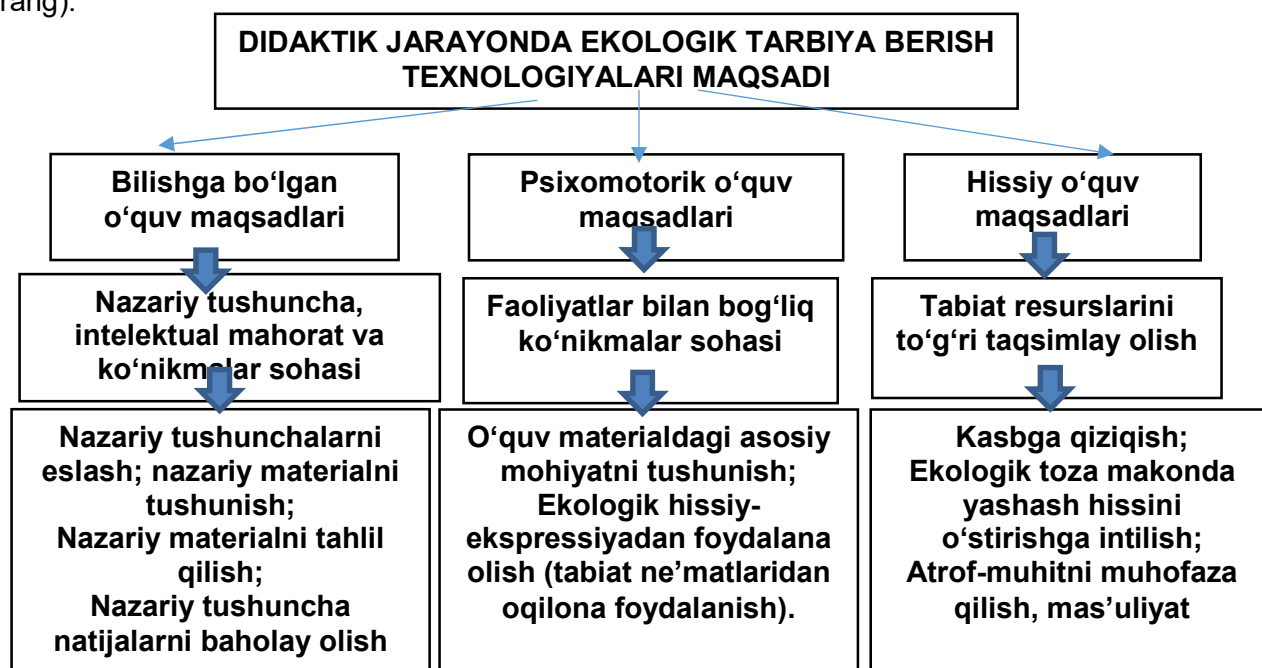 rang).
DIDAKTIK JARAYONDA EKOLOGIK TARBIYA BERISH
TEXNOLOGIYALARI MAQSADI
Bilishga bo‘lgan
o‘quv maqsadlari
Psixomotorik o‘quv
maqsadlari
Hissiy o‘quv
maqsadlari
Nazariy tushuncha,
intelektual mahorat va
ko‘nikmalar sohasi
Faoliyatlar bilan bog‘liq
ko‘nikmalar sohasi
Tabiat resurslarini
to‘g‘ri taqsimlay olish
Nazariy tushunchalarni
eslash; nazariy materialni
tushunish;
Nazariy materialni tahlil
qilish;
Nazariy tushuncha
natijalarni baholay olish
O‘quv materialdagi asosiy
mohiyatni tushunish;
Ekologik hissiy-
ekspressiyadan foydalana
olish (tabiat ne’matlaridan
oqilona foydalanish).
Kasbga qiziqish;
Ekologik toza makonda
yashash hissini
o‘stirishga intilish;
Atrof-muhitni muhofaza
qilish, mas’uliyat